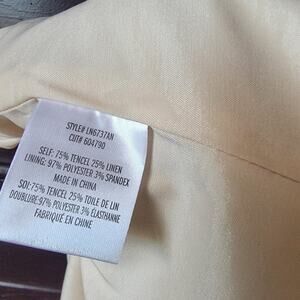 STYLE# LN6737AN
CUT# 604790
SELF: 75% TENCEL 25% LINEN
LINING: 97% POLYESTER 3% SPANDEX
MADE IN CHINA
SOI:75% TENCEL 25% TOILE DE LIN
DOUBLURE:97% POLYESTER 3% ÉLASTHANNE
FABRIQUÉ EN CHINE